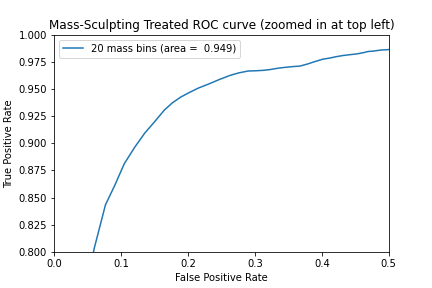 Mass-Sculpting Treated ROC curve (zoomed in at top left)
1.000
0.975
0.950
0.925
0.900
0.875
0.850
0.825
0.800
True Positive Rate
20 mass bins (area =  0.949)
0.0 0.1 0.2 0.3 0.4 0.5
False Positive Rate